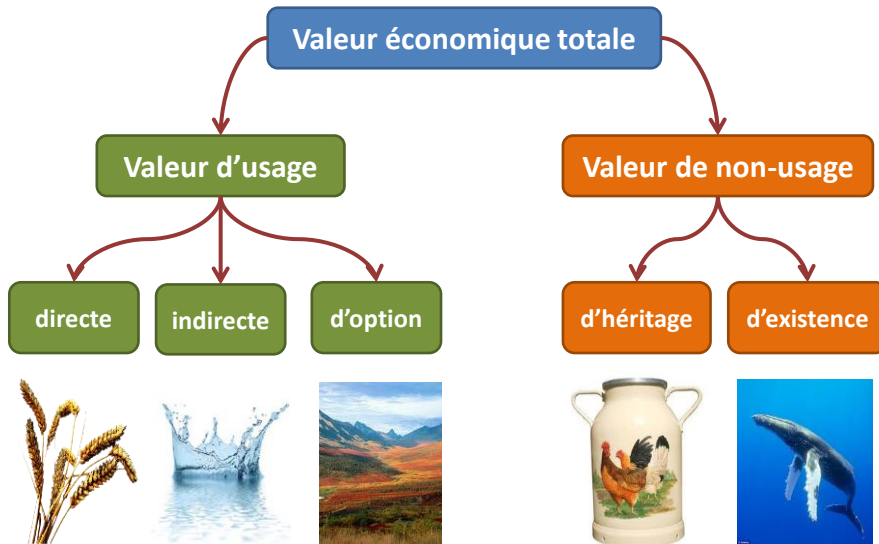 Valeur économique totale
Valeur d'usage
Valeur de non-usage
directe
indirecte
d'option
d'héritage
d'existence